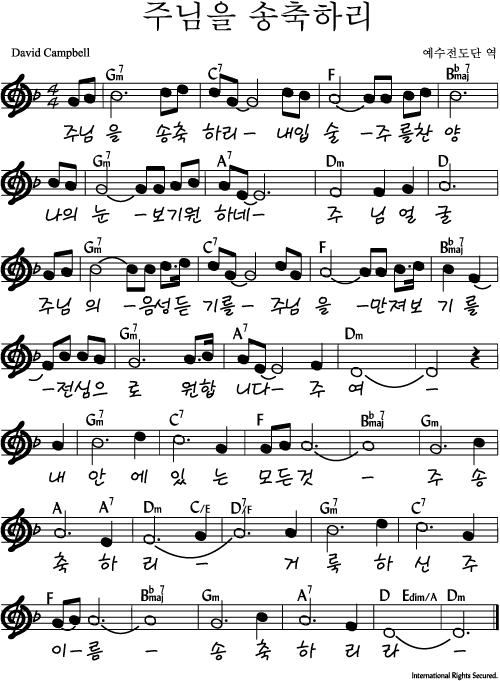 주님을 송축하리
David Campbell 예수전도단 역
Gm7 C7 F Bb maj7
4 4
주님 을 송축 하리- 내입 술 -주 를찬 양
Gm7 A7 Dm D
나의 눈 -보기원 하네- 주 님얼 굴
Gm7 C7 F Bb maj7
주님 의 -음성듣 기를- 주님 을 -만져보 기 를
Gm7 A7 Dm
-전심으 로 원합 니다- 주 여 -
Gm7 C7 F Bb maj7 Gm
내 안 에 있 는 모든것 - 주 송
A A7 Dm C/E D7/F Gm7 C7
축 하 리 - 거 룩 하 신 주
F Bb maj7 Gm A7 D Edim/A Dm
이-름 - 송 축 하 리 라 -
International Rights Secured.